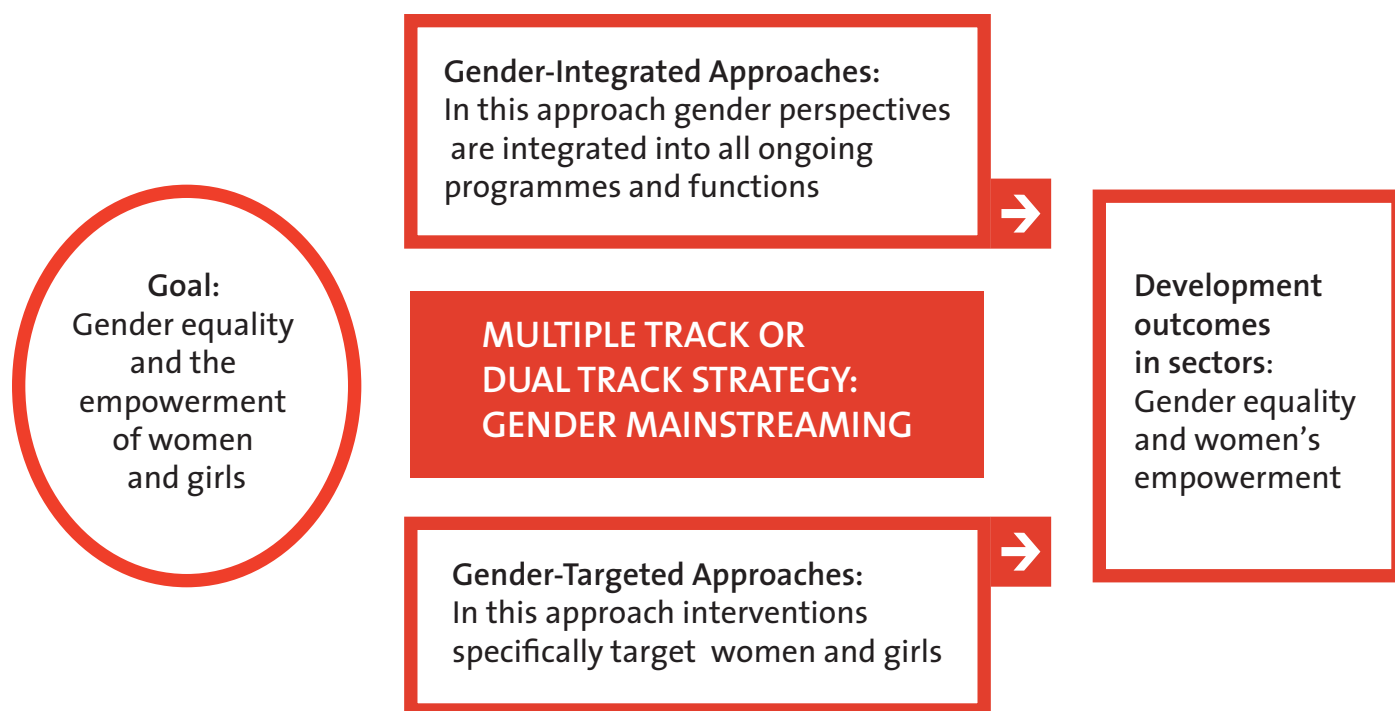 Gender-Integrated Approaches:
In this approach gender perspectives
are integrated into all ongoing
programmes and functions
Goal:
Gender equality
and the
empowerment
of women
and girls
MULTIPLE TRACK OR
DUAL TRACK STRATEGY:
GENDER MAINSTREAMING
Gender-Targeted Approaches:
In this approach interventions
specifically target women and girls
Development
outcomes
in sectors:
Gender equality
and women's
empowerment